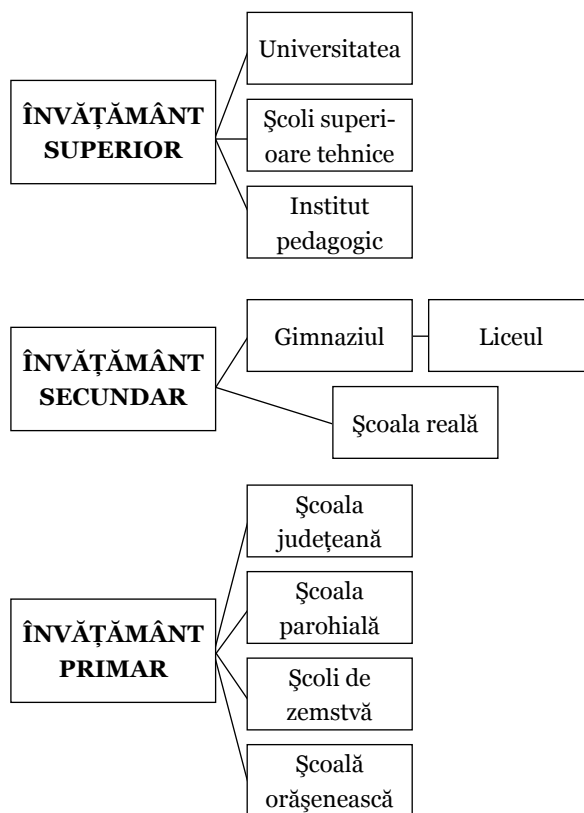 Universitatea
ÎNVĂȚĂMÂNT
SUPERIOR
Şcoli superi-
oare tehnice
Institut
pedagogic
ÎNVĂȚĂMÂNT
SECUNDAR
Gimnaziul
Liceul
Şcoala reală
ÎNVĂȚĂMÂNT
PRIMAR
Şcoala
județeană
Şcoala
parohială
Şcoli de
zemstvă
Şcoală
orăşenească